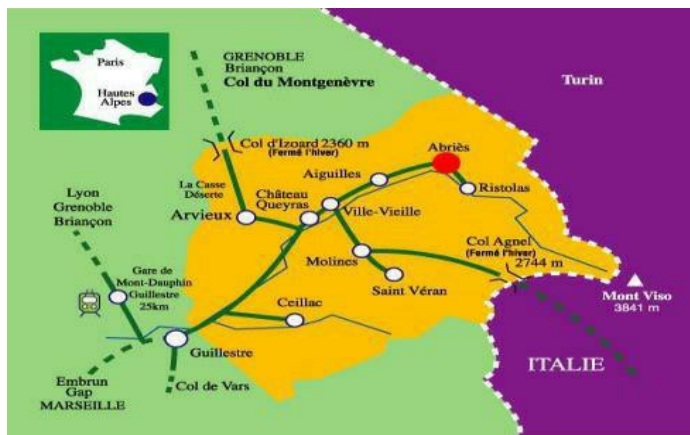 Paris
Hautes
Alpes
GRENOBLE
Briançon
Col du Montgenèvre
Turin
Col d'Izoard 2360 m
(Fermé l'hiver)
Abriès
Aiguilles
Ristolas
La Casse
Déserte
Château
Queyras
Arvieux
Ville-Vieille
Lyon
Grenoble
Briançon
Col Agnel
(Fermé l'hiver)
2744 m
Molines
Saint Véran
Gare de
Mont-Dauphin
Guillestre
25km
Mont Viso
3841 m
Ceillac
Guillestre
ITALIE
Embrun
Gap
MARSEILLE
Col de Vars